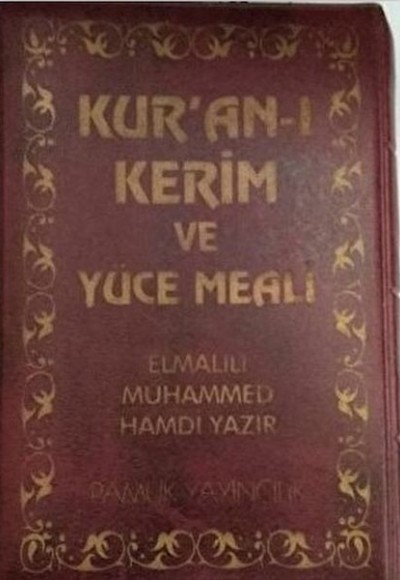 KUR'AN-I
KERİM
VE
YÜCE MEALİ
ELMALILI
MUHAMMED
HAMDİ YAZIR
PAMUK YAYINCILIK